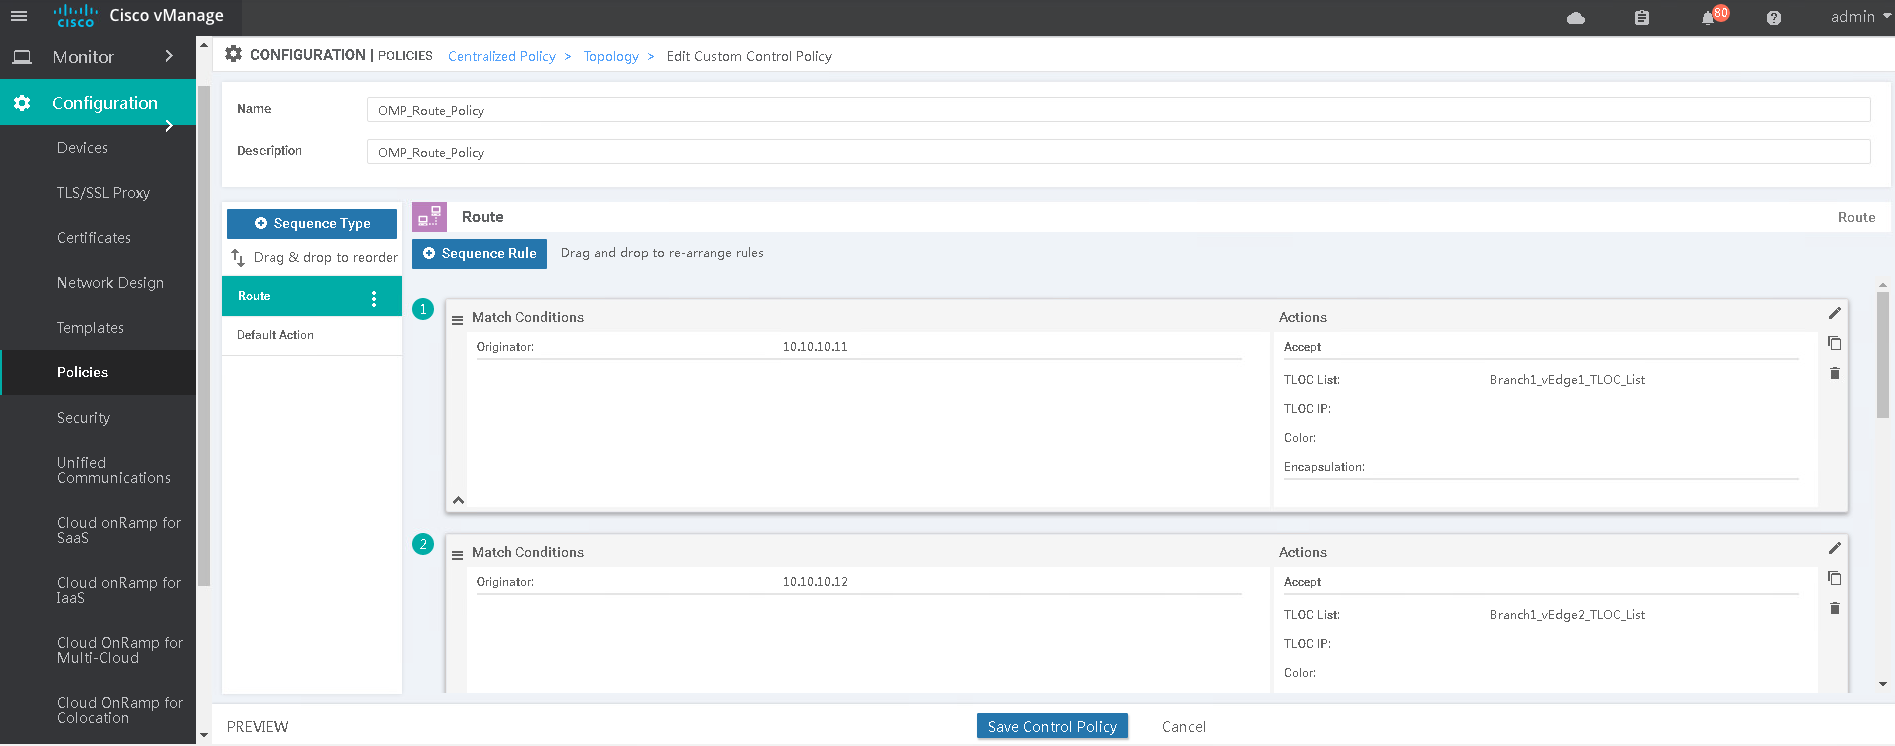 cisco Cisco vManage
80
admin
Monitor
Configuration
Devices
TLS/SSL Proxy
Certificates
Network Design
Templates
Policies
Security
Unified
Communications
Cloud onRamp for
SaaS
Cloud onRamp for
IaaS
Cloud OnRamp for
Multi-Cloud
Cloud OnRamp for
Colocation
CONFIGURATION | POLICIES Centralized Policy > Topology > Edit Custom Control Policy
Name OMP_Route_Policy
Description OMP_Route_Policy
Sequence Type
Drag & drop to reorder
Route
Default Action
Route Route
Sequence Rule Drag and drop to re-arrange rules
1 Match Conditions Actions
Originator: 10.10.10.11 Accept
TLOC List: Branch1_vEdge1_TLOC_List
TLOC IP:
Color:
Encapsulation:
2 Match Conditions Actions
Originator: 10.10.10.12 Accept
TLOC List: Branch1_vEdge2_TLOC_List
TLOC IP:
Color:
PREVIEW Save Control Policy Cancel